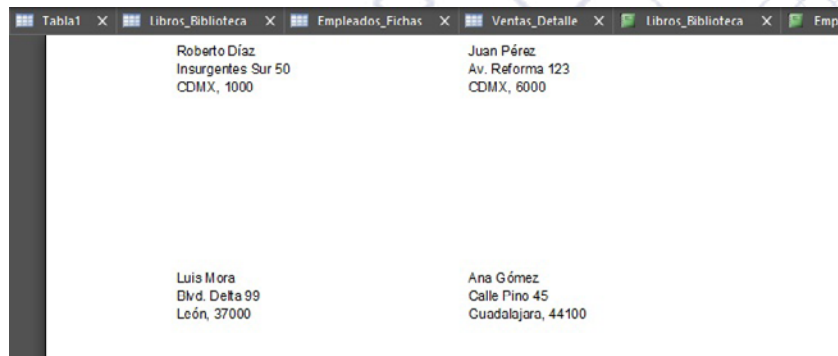 Tabla1 X Libros_Biblioteca X Empleados_Fichas X Ventas_Detalle X Libros_Biblioteca X Emp
Roberto Díaz
Insurgentes Sur 50
CDMX, 1000
Juan Pérez
Av. Reforma 123
CDMX, 6000
Luis Mora
Blvd. Delta 99
León, 37000
Ana Gómez
Calle Pino 45
Guadalajara, 44100